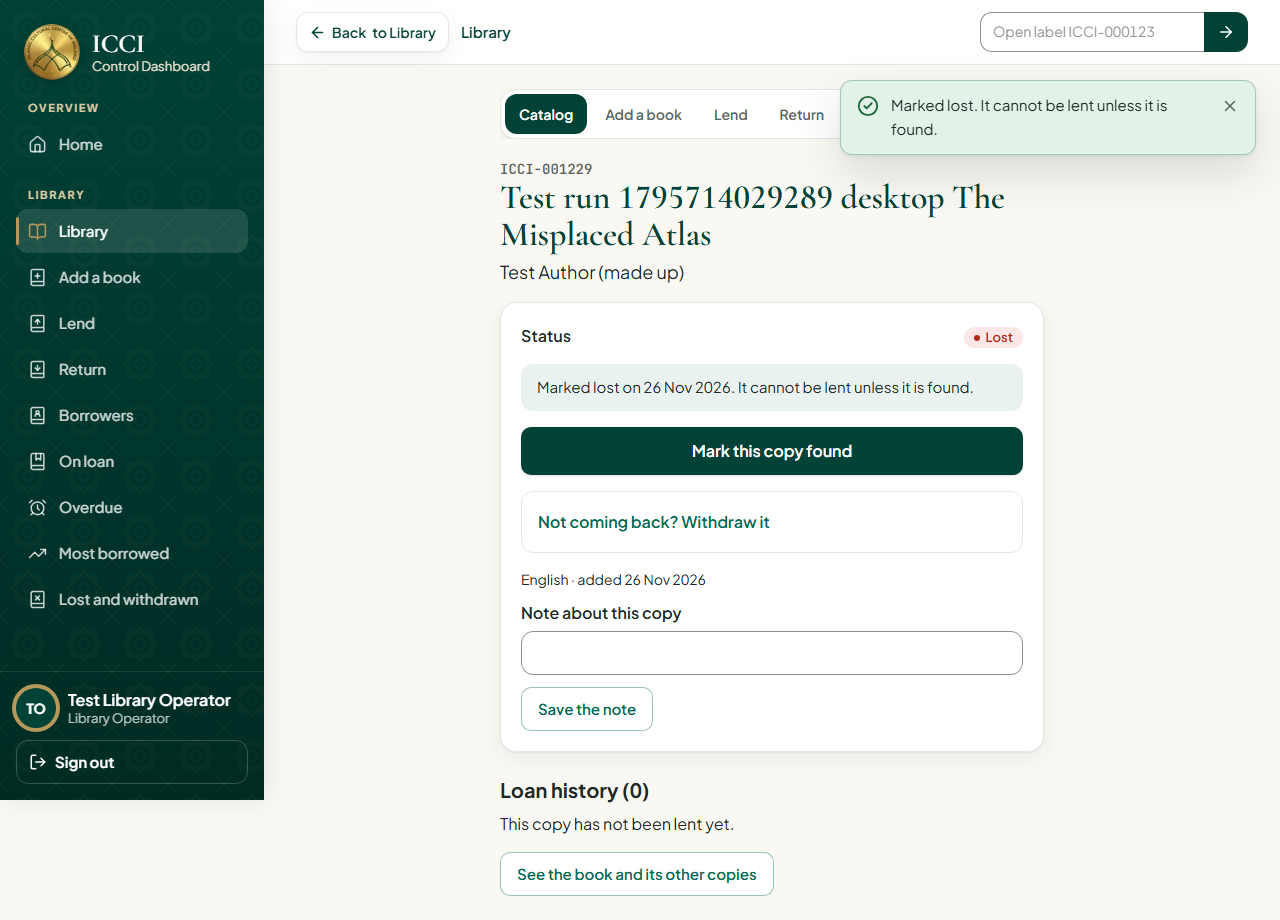 ICCI
Control Dashboard
OVERVIEW
Home
LIBRARY
Library
Add a book
Lend
Return
Borrowers
On loan
Overdue
Most borrowed
Lost and withdrawn
TO
Test Library Operator
Library Operator
Sign out
Back to Library
Library
Open label ICCI-000123
Catalog
Add a book
Lend
Return
Marked lost. It cannot be lent unless it is
found.
ICCI-001229
Test run 1795714029289 desktop The
Misplaced Atlas
Test Author (made up)
Status
Lost
Marked lost on 26 Nov 2026. It cannot be lent unless it is found.
Mark this copy found
Not coming back? Withdraw it
English · added 26 Nov 2026
Note about this copy
Save the note
Loan history (0)
This copy has not been lent yet.
See the book and its other copies